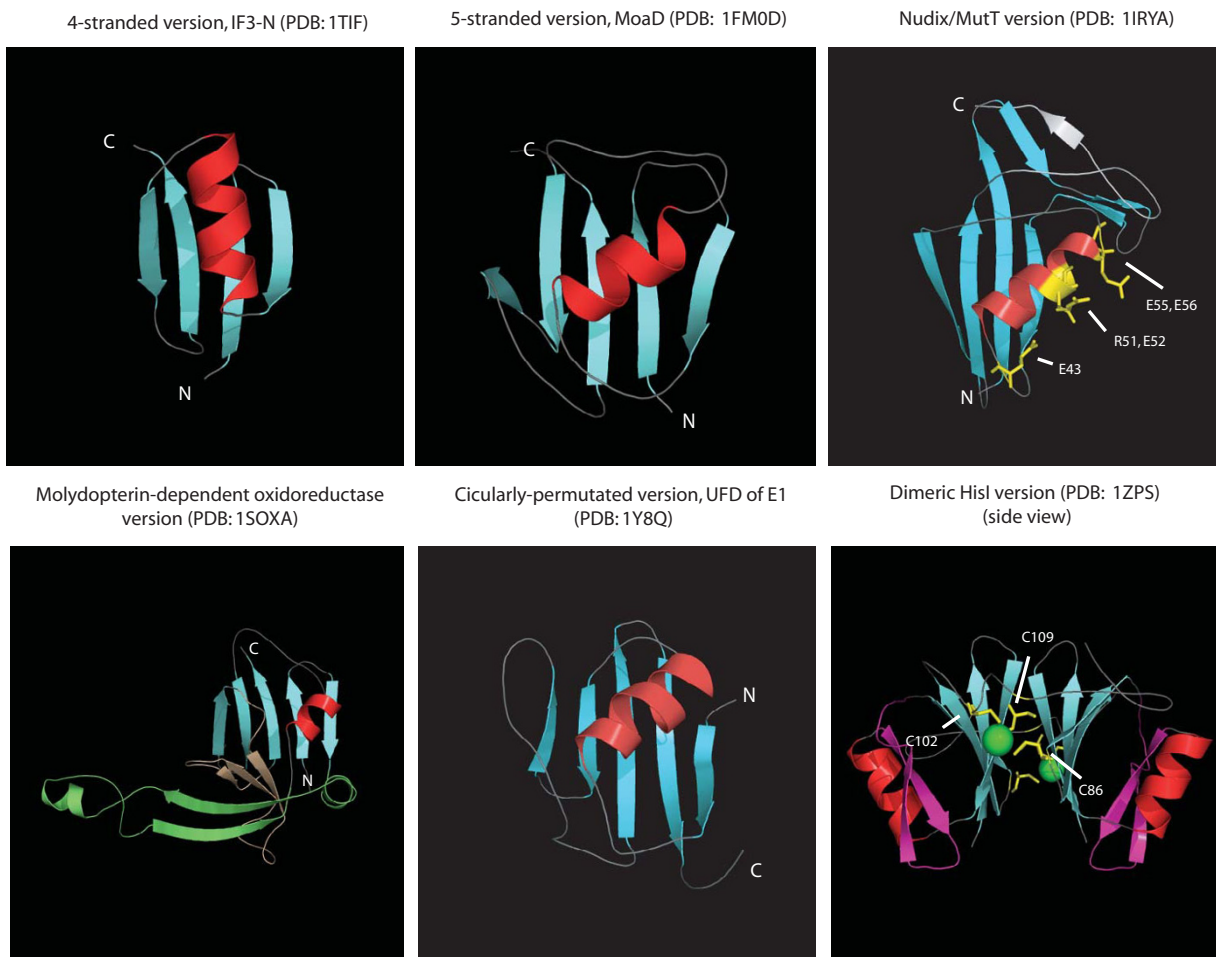 4-stranded version, IF3-N (PDB: 1TIF)
5-stranded version, MoaD (PDB: 1FM0D)
Nudix/MutT version (PDB: 1IRYA)
C
N
C
N
C
E55, E56
R51, E52
E43
N
Molydopterin-dependent oxidoreductase
version (PDB: 1SOXA)
Cicularly-permutated version, UFD of E1
(PDB: 1Y8Q)
Dimeric HisI version (PDB: 1ZPS)
(side view)
C
N
N
C
C109
C102
C86